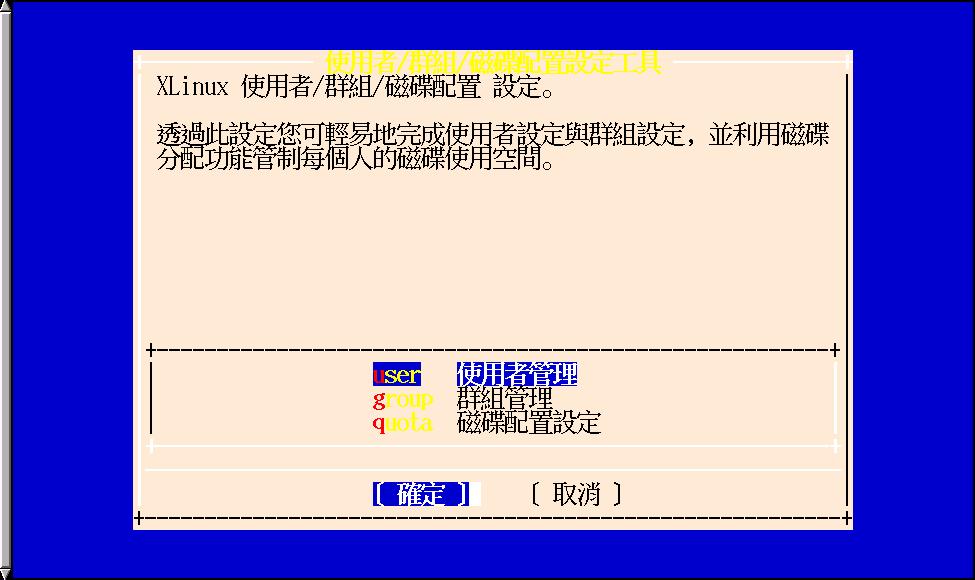 使用者/群組/磁碟配置設定工具
XLinux 使用者/群組/磁碟配置 設定。
透過此設定您可輕易地完成使用者設定與群組設定，並利用磁碟
分配功能管制每個人的磁碟使用空間。
user 使用者管理
group 群組管理
quota 磁碟配置設定
[ 確定 ] [ 取消 ]